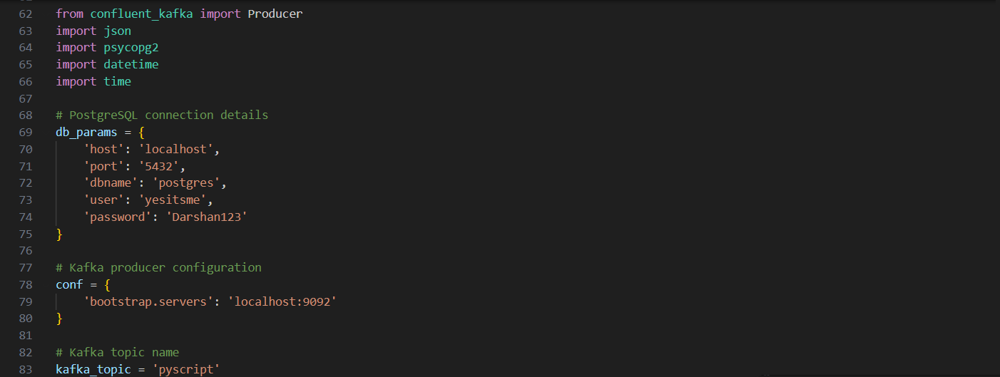 62 from confluent_kafka import Producer
63 import json
64 import psycopg2
65 import datetime
66 import time
67
68 # PostgreSQL connection details
69 db_params = {
70     'host': 'localhost',
71     'port': '5432',
72     'dbname': 'postgres',
73     'user': 'yesitsme',
74     'password': 'Darshan123'
75 }
76
77 # Kafka producer configuration
78 conf = {
79     'bootstrap.servers': 'localhost:9092'
80 }
81
82 # Kafka topic name
83 kafka_topic = 'pyscript'